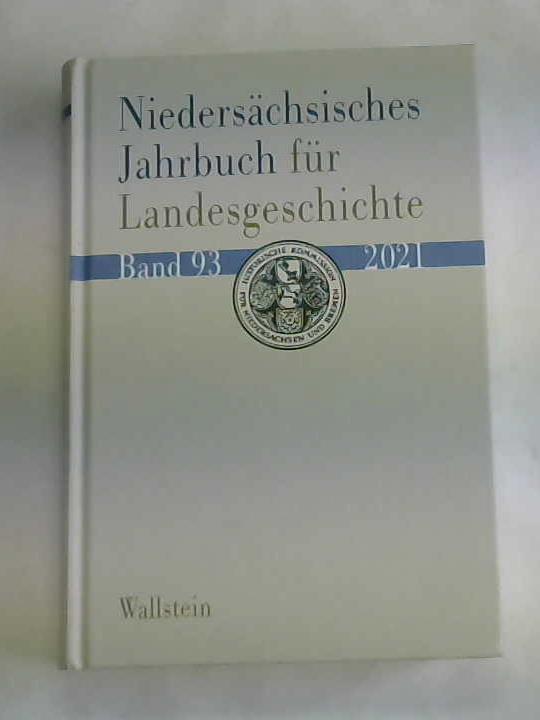 Niedersächsisches
Jahrbuch für
Landesgeschichte
Band 93 2021
HISTORISCHE KOMMISSION
FÜR NIEDERSACHSEN UND BREMEN
Wallstein